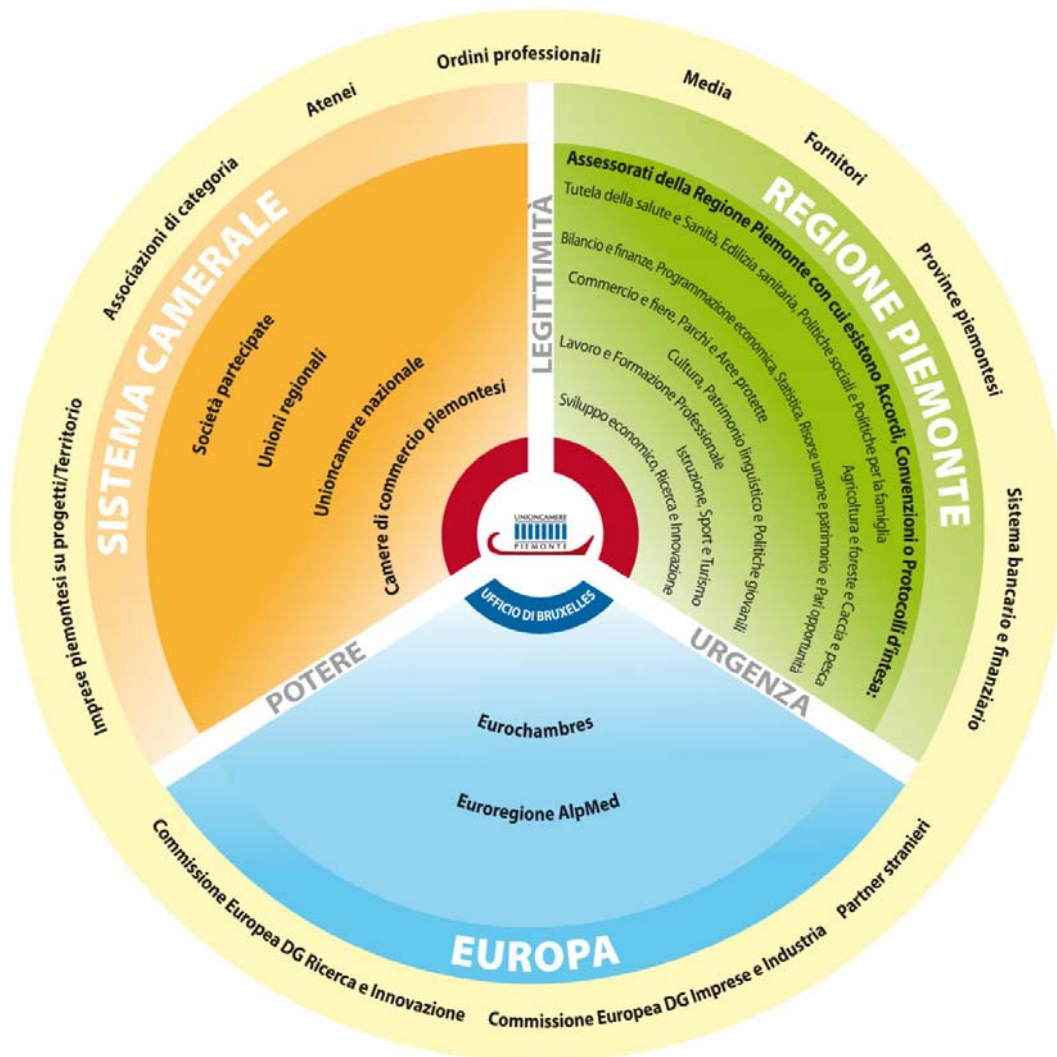 Ordini professionali
Media
Fornitori
Province piemontesi
Sistema bancario e finanziario
Partner stranieri
Commissione Europea DG Imprese e Industria
Commissione Europea DG Ricerca e Innovazione
Imprese piemontesi su progetti/Territorio
Associazioni di categoria
Atenei
SISTEMA CAMERALE
Società partecipate
Unioni regionali
Unioncamere nazionale
Camere di commercio piemontesi
LEGITTIMITÀ
REGIONE PIEMONTE
Assessorati della Regione Piemonte con cui esistono Accordi, Convenzioni o Protocolli d'intesa:
Tutela della salute e Sanità, Edilizia sanitaria, Politiche sociali e Politiche per la famiglia
Agricoltura e foreste e Caccia e pesca
Bilancio e finanze, Programmazione economica, Statistica, Risorse umane e patrimonio e Pari opportunità
Commercio e fiere, Parchi e Aree protette
Cultura, Patrimonio linguistico e Politiche giovanili
Lavoro e Formazione Professionale
Istruzione, Sport e Turismo
Sviluppo economico, Ricerca e Innovazione
UNIONCAMERE
PIEMONTE
UFFICIO DI BRUXELLES
POTERE
URGENZA
Eurochambres
Euroregione AlpMed
EUROPA